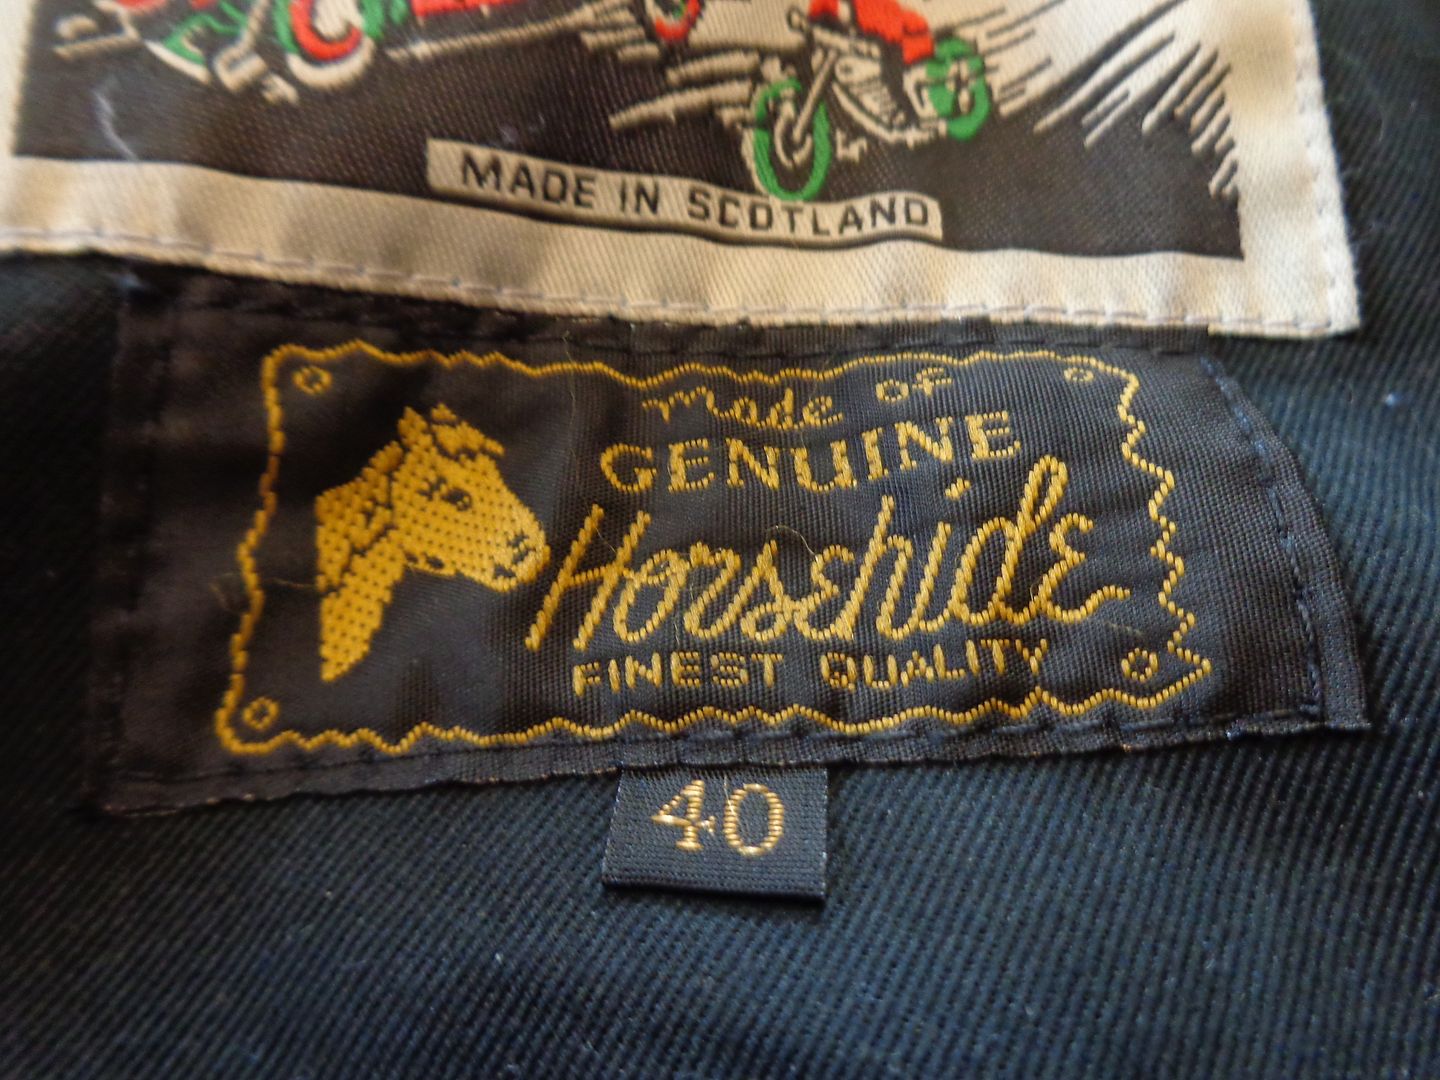 MADE IN SCOTLAND
made of
GENUINE
Horsehide
FINEST QUALITY
40